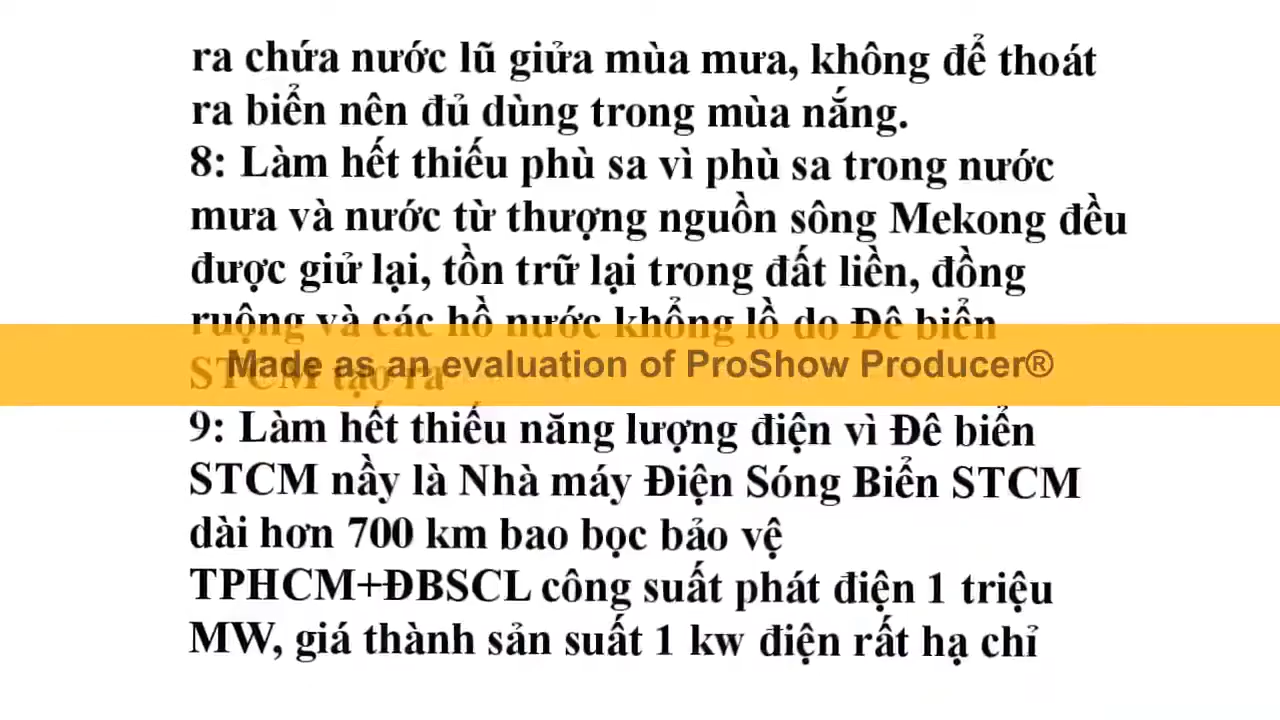 ra chứa nước lũ giửa mùa mưa, không để thoát
ra biển nên đủ dùng trong mùa nắng.
8: Làm hết thiếu phù sa vì phù sa trong nước
mưa và nước từ thượng nguồn sông Mekong đều
được giử lại, tồn trữ lại trong đất liền, đồng
ruộng và các hồ nước khổng lồ do Đê biển
STCM tạo ra
Made as an evaluation of ProShow Producer®
9: Làm hết thiếu năng lượng điện vì Đê biển
STCM nầy là Nhà máy Điện Sóng Biển STCM
dài hơn 700 km bao bọc bảo vệ
TPHCM+ĐBSCL công suất phát điện 1 triệu
MW, giá thành sản suất 1 kw điện rất hạ chỉ